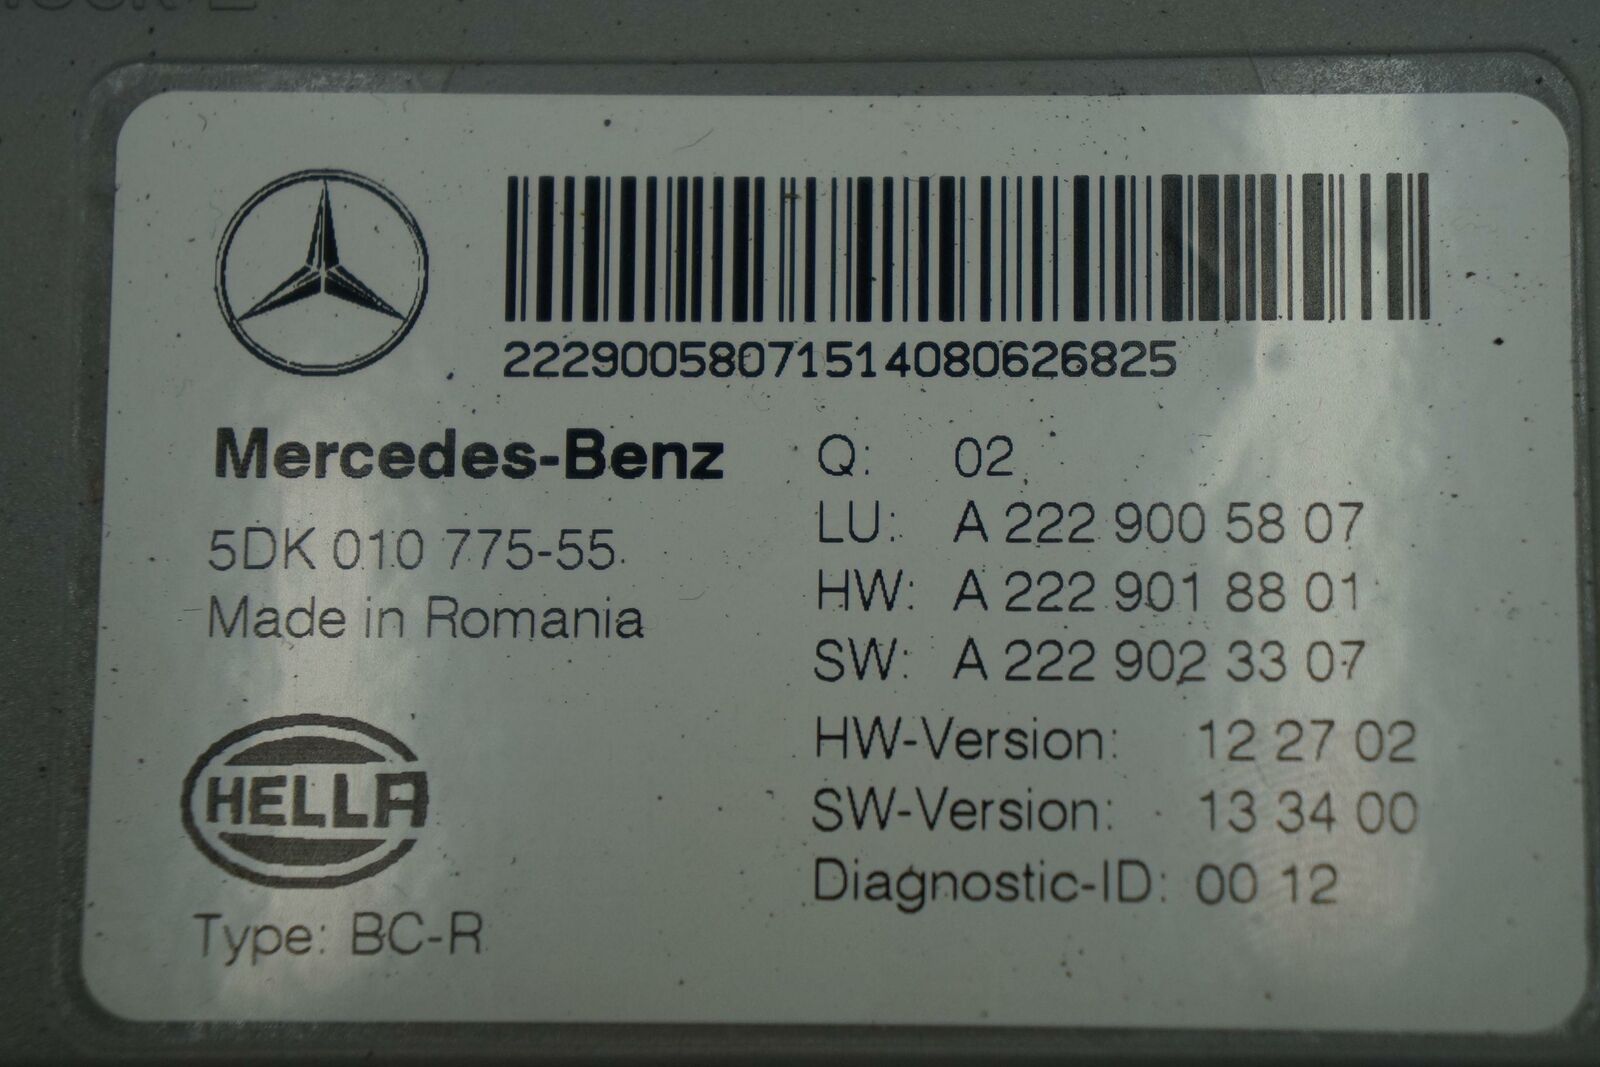 22290058071514080626825
Mercedes-Benz
5DK 010 775-55
Made in Romania
HELLA
Type: BC-R
Q: 02
LU: A 222 900 58 07
HW: A 222 901 88 01
SW: A 222 902 33 07
HW-Version: 12 27 02
SW-Version: 13 34 00
Diagnostic-ID: 00 12